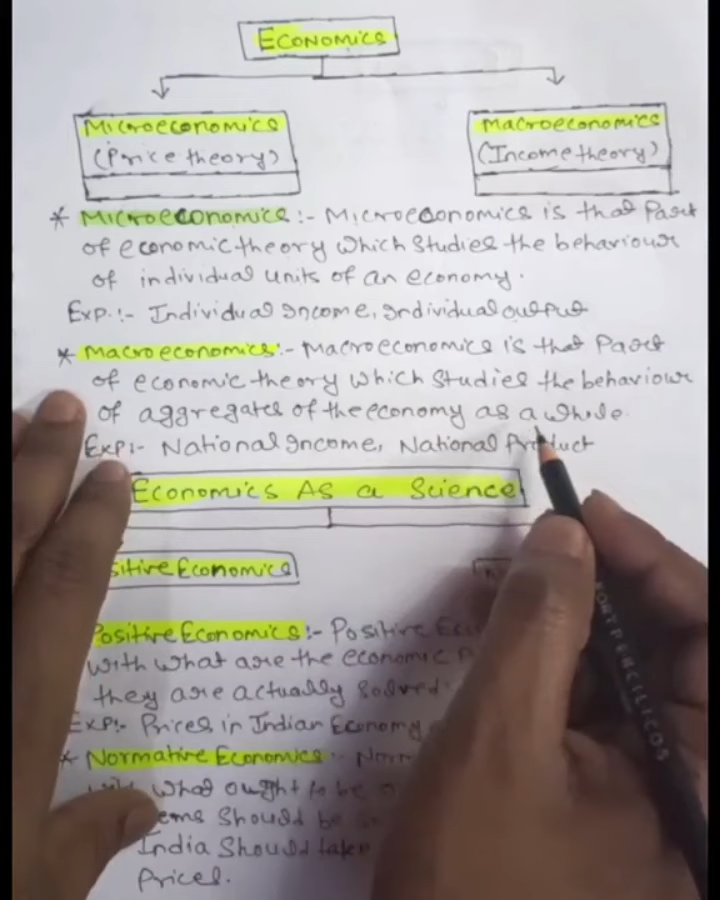 ECONOMICS
Microeconomics
(Price theory)
Macroeconomics
(Income theory)
* Microeconomics :- Microeconomics is that Part
of economic theory which studies the behaviour
of individual units of an economy.
Exp :- Individual Income, Individual output
* Macroeconomics :- Macroeconomics is that Part
of economic theory which studies the behaviour
of aggregates of the economy as a whole.
Exp :- National Income, National Product
Economics As a Science
sitive Economics
Positive Economics :- Positive
with what are the economic
they are actually solved
Exp :- Prices in Indian Economy
* Normative Economics :-
what ought to be
ems should be
India should take
Prices.